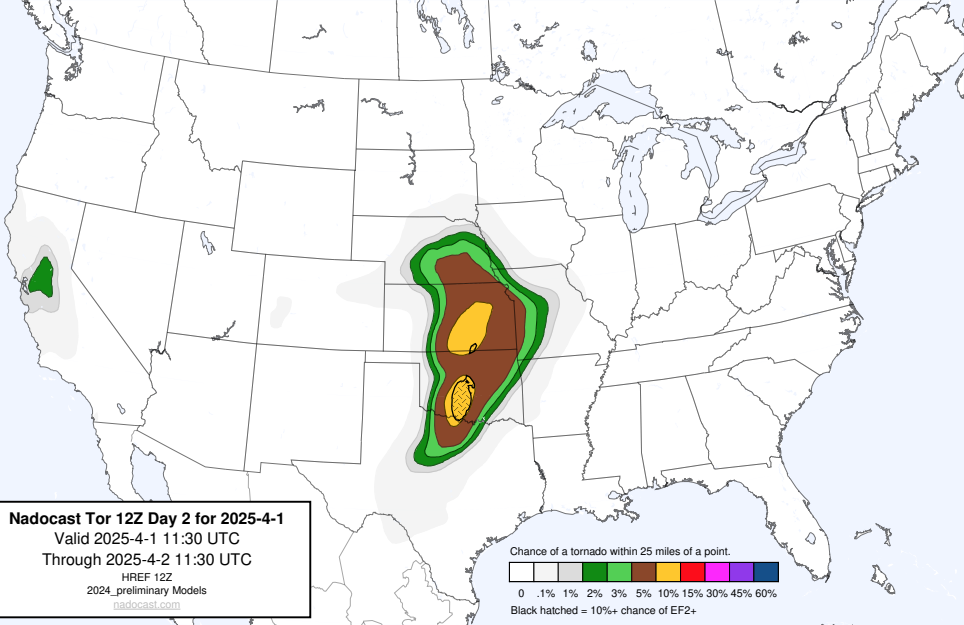 Nadocast Tor 12Z Day 2 for 2025-4-1
Valid 2025-4-1 11:30 UTC
Through 2025-4-2 11:30 UTC
HREF 12Z
2024_preliminary Models
nadocast.com
Chance of a tornado within 25 miles of a point.
0 .1% 1% 2% 3% 5% 10% 15% 30% 45% 60%
Black hatched = 10%+ chance of EF2+